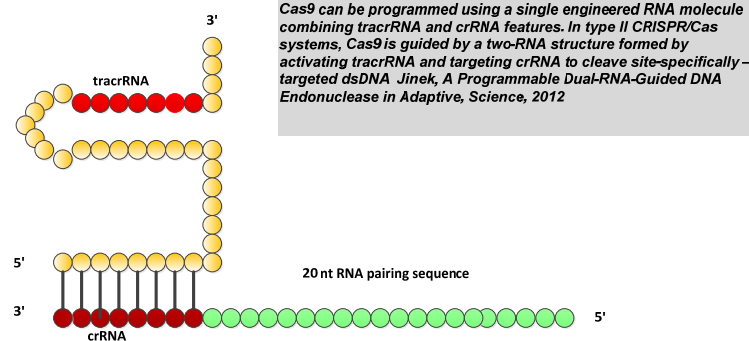 Cas9 can be programmed using a single engineered RNA molecule
combining tracrRNA and crRNA features. In type II CRISPR/Cas
systems, Cas9 is guided by a two-RNA structure formed by
activating tracrRNA and targeting crRNA to cleave site-specifically –
targeted dsDNA Jinek, A Programmable Dual-RNA-Guided DNA
Endonuclease in Adaptive, Science, 2012
3'
tracrRNA
5'
20 nt RNA pairing sequence
3'
5'
crRNA